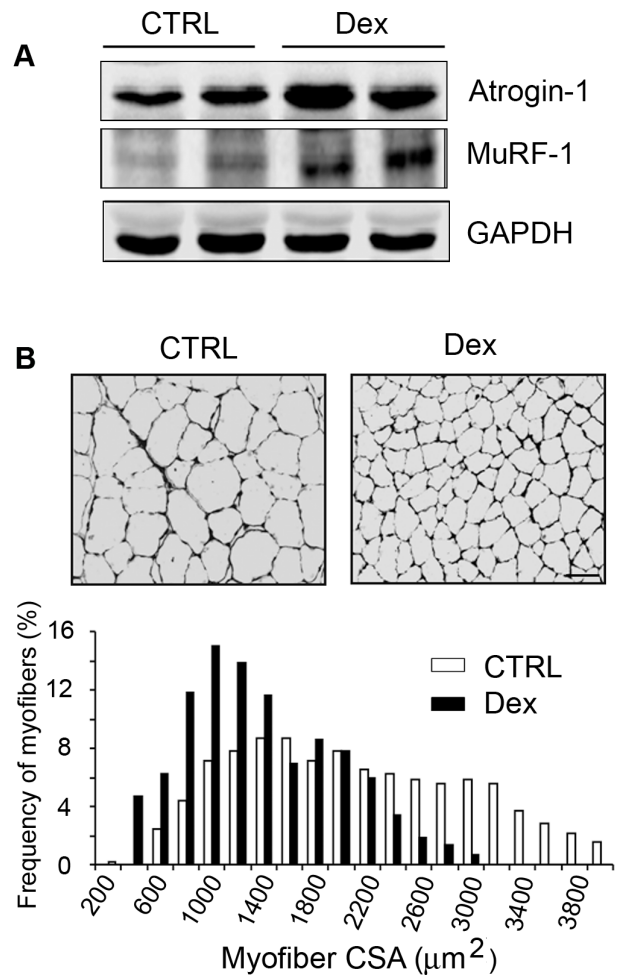 CTRL Dex
A
Atrogin-1
MuRF-1
GAPDH
B
CTRL Dex
Frequency of myofibers (%)
16
12
8
4
0
CTRL
Dex
200 600 1000 1400 1800 2200 2600 3000 3400 3800
Myofiber CSA (μm²)